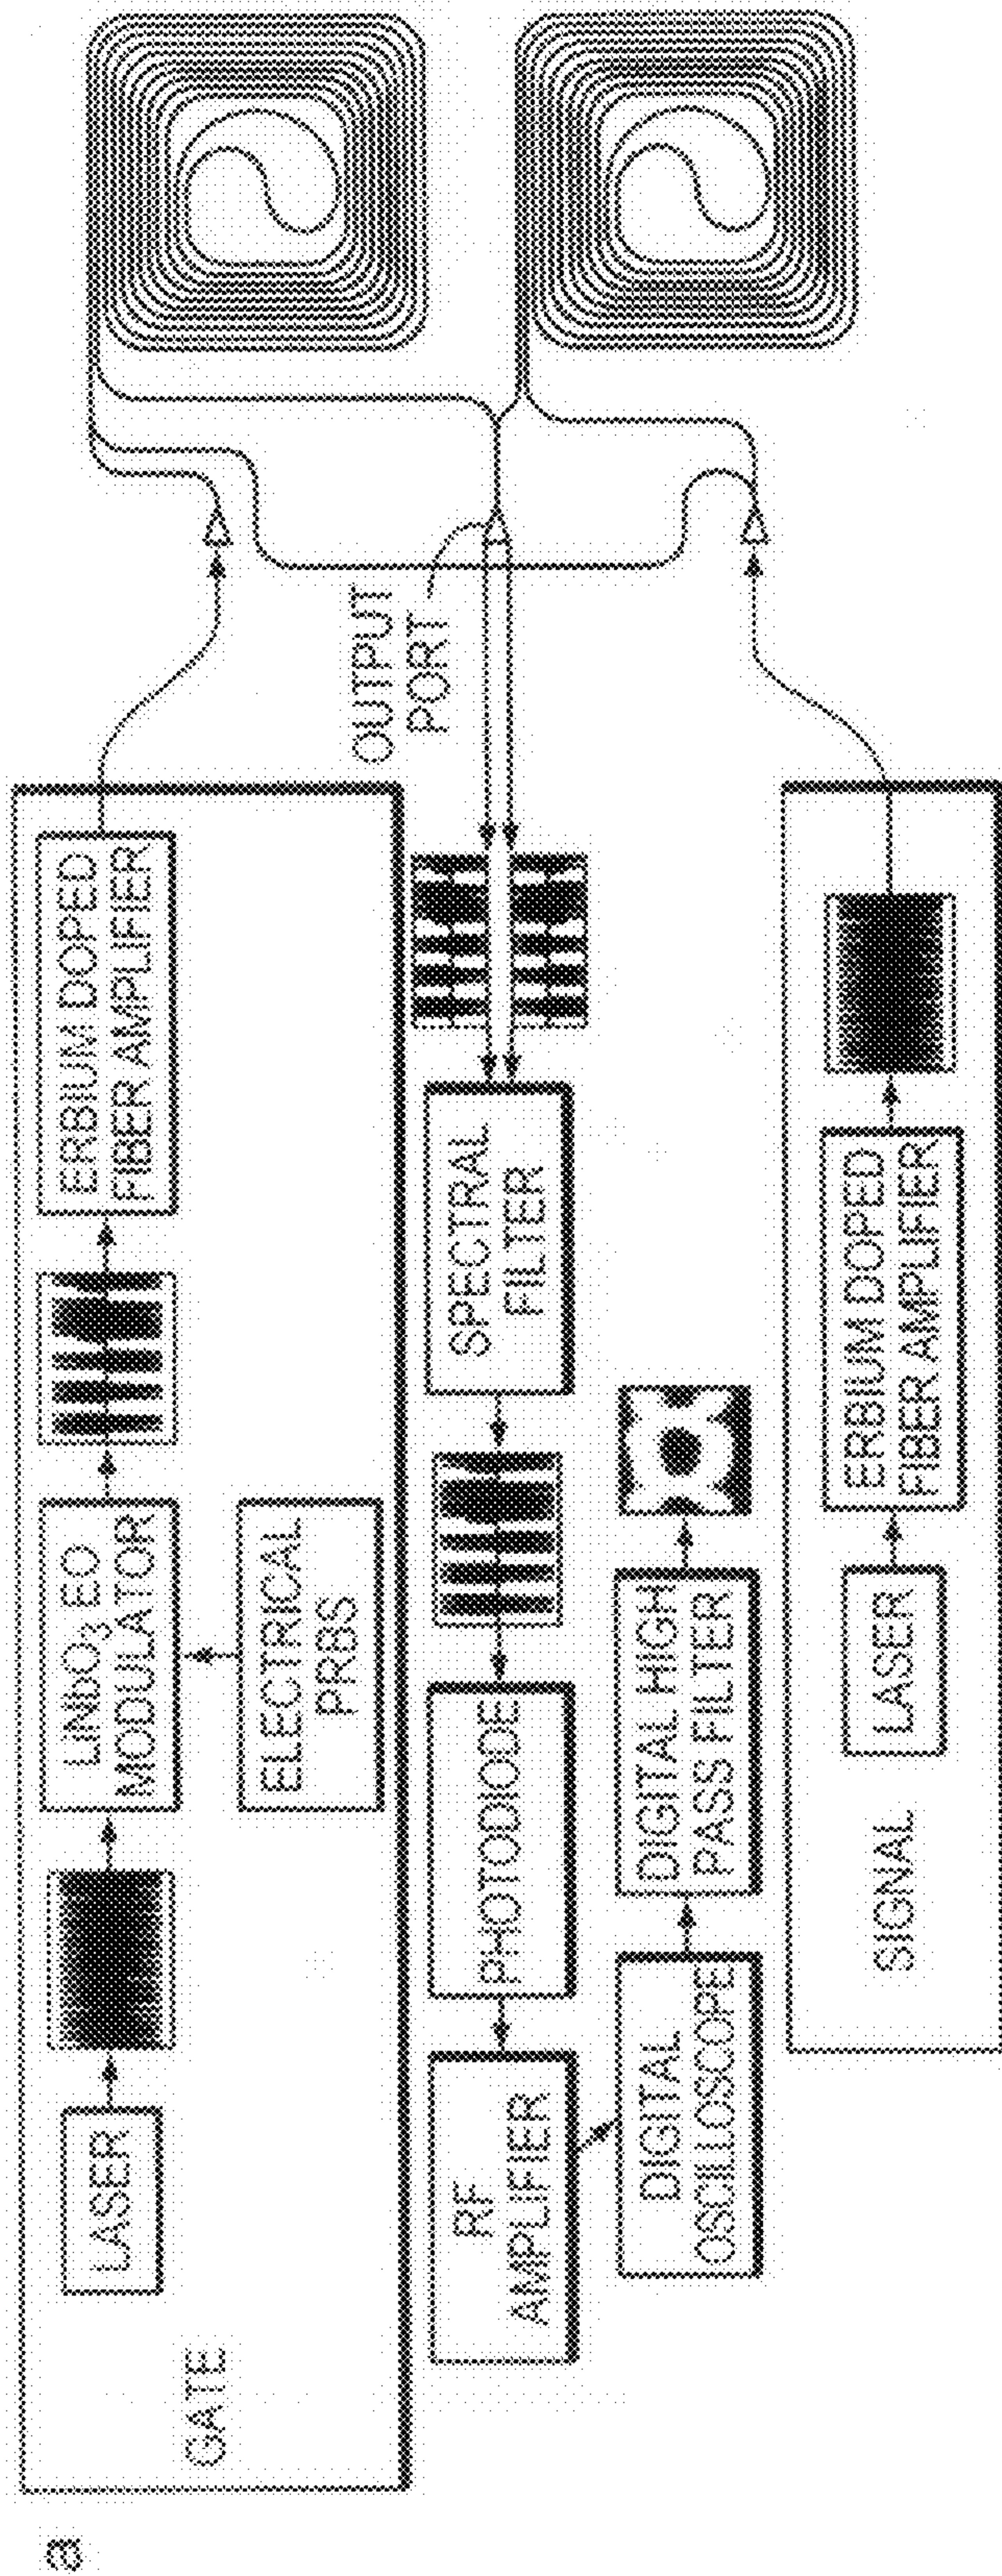 a
GATE
LASER
LiNbO3 EO
MODULATOR
ELECTRICAL
PRBS
ERBIUM DOPED
FIBER AMPLIFIER
OUTPUT
PORT
SPECTRAL
FILTER
PHOTODIODE
RF
AMPLIFIER
DIGITAL
OSCILLOSCOPE
DIGITAL HIGH
PASS FILTER
SIGNAL
LASER
ERBIUM DOPED
FIBER AMPLIFIER